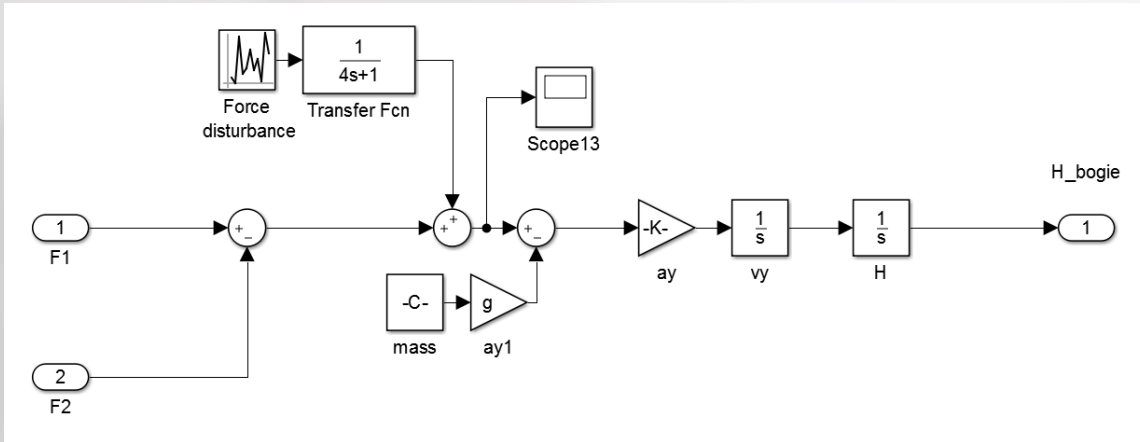 1
4s+1
Force
disturbance
Transfer Fcn
Scope13
H_bogie
1
F1
+
−
+
+
+
−
-K-
ay
1
s
vy
1
s
H
1
-C-
mass
g
ay1
2
F2